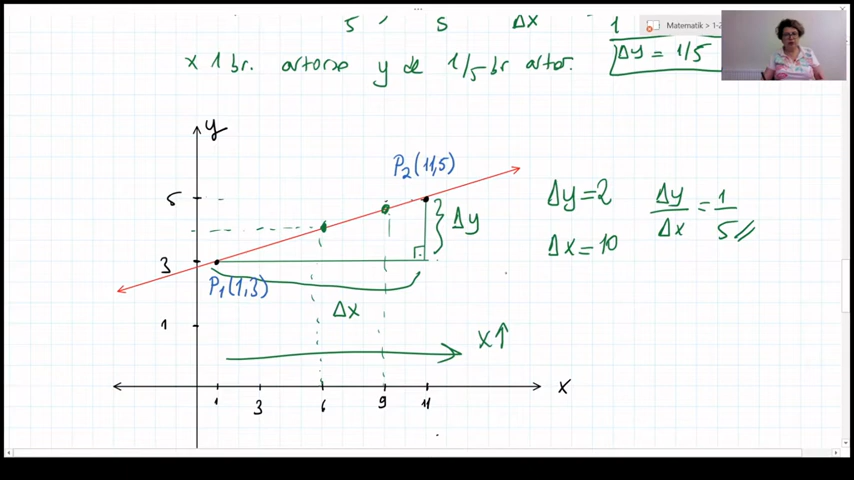 5 , 5 Δx 1
Matematik > 1-2
x 1 br. artarsa y de 1/5 br artar. Δy = 1/5
y
P₂(11,5)
5
Δy
Δy=2 Δy/Δx = 1/5 //
Δx=10
3
P₁(1,3)
Δx
1
x↑
x
1 3 6 9 11